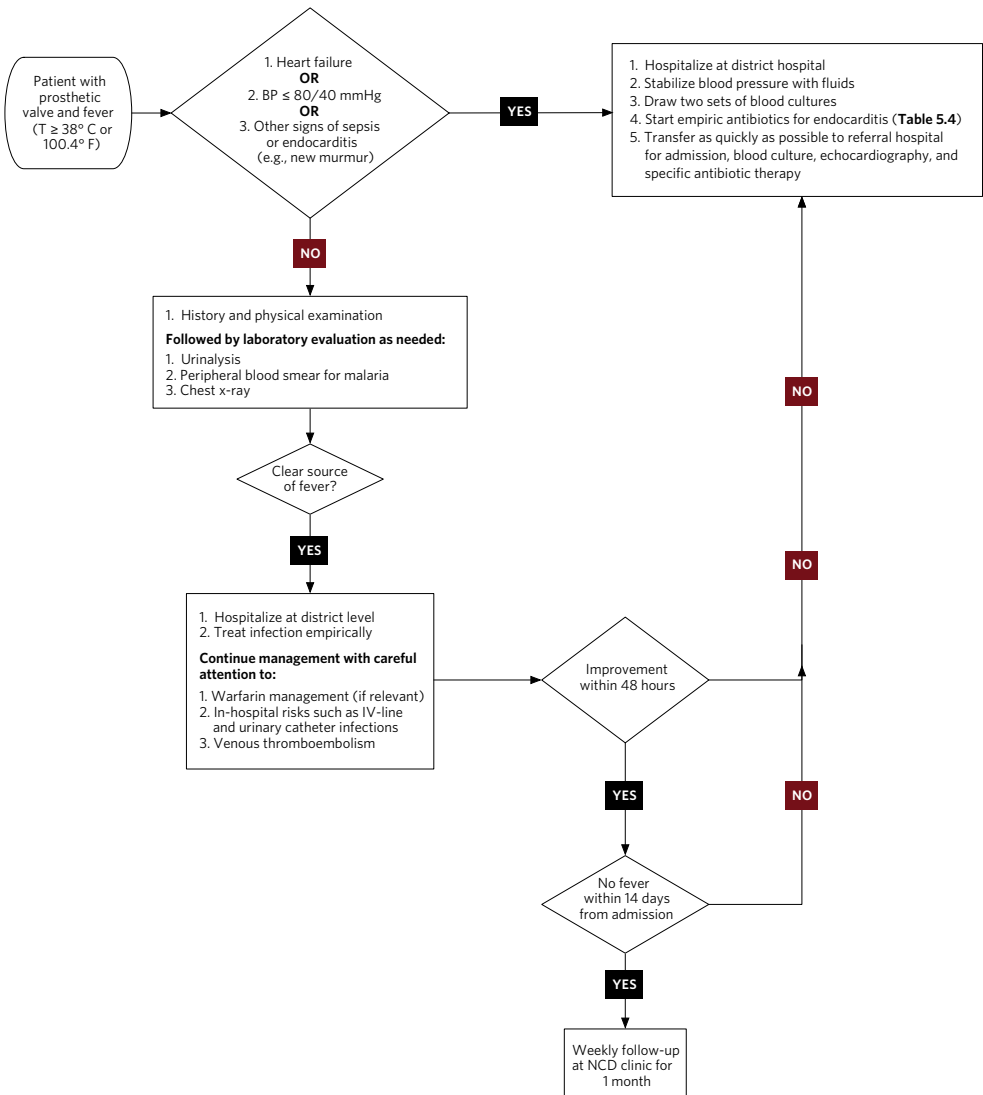 Patient with
prosthetic
valve and fever
(T ≥ 38° C or
100.4° F)
1. Heart failure
OR
2. BP ≤ 80/40 mmHg
OR
3. Other signs of sepsis
or endocarditis
(e.g., new murmur)
YES
1. Hospitalize at district hospital
2. Stabilize blood pressure with fluids
3. Draw two sets of blood cultures
4. Start empiric antibiotics for endocarditis (Table 5.4)
5. Transfer as quickly as possible to referral hospital
for admission, blood culture, echocardiography, and
specific antibiotic therapy
NO
1. History and physical examination
Followed by laboratory evaluation as needed:
1. Urinalysis
2. Peripheral blood smear for malaria
3. Chest x-ray
NO
Clear source
of fever?
YES
NO
1. Hospitalize at district level
2. Treat infection empirically
Continue management with careful
attention to:
1. Warfarin management (if relevant)
2. In-hospital risks such as IV-line
and urinary catheter infections
3. Venous thromboembolism
Improvement
within 48 hours
YES
NO
No fever
within 14 days
from admission
YES
Weekly follow-up
at NCD clinic for
1 month